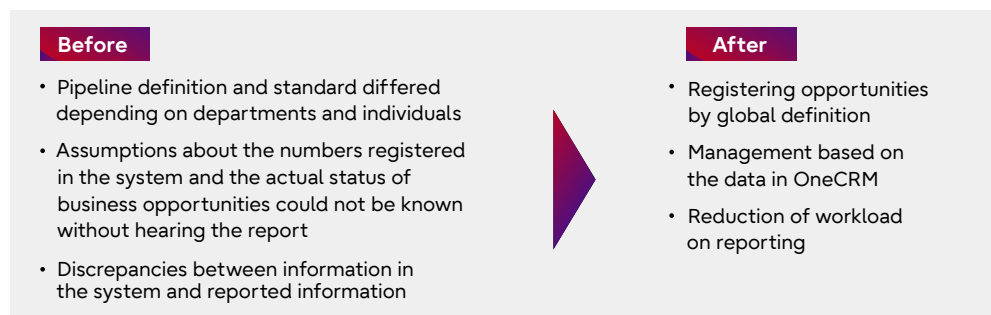 Before
• Pipeline definition and standard differed
depending on departments and individuals
• Assumptions about the numbers registered
in the system and the actual status of
business opportunities could not be known
without hearing the report
• Discrepancies between information in
the system and reported information
After
• Registering opportunities
by global definition
• Management based on
the data in OneCRM
• Reduction of workload
on reporting